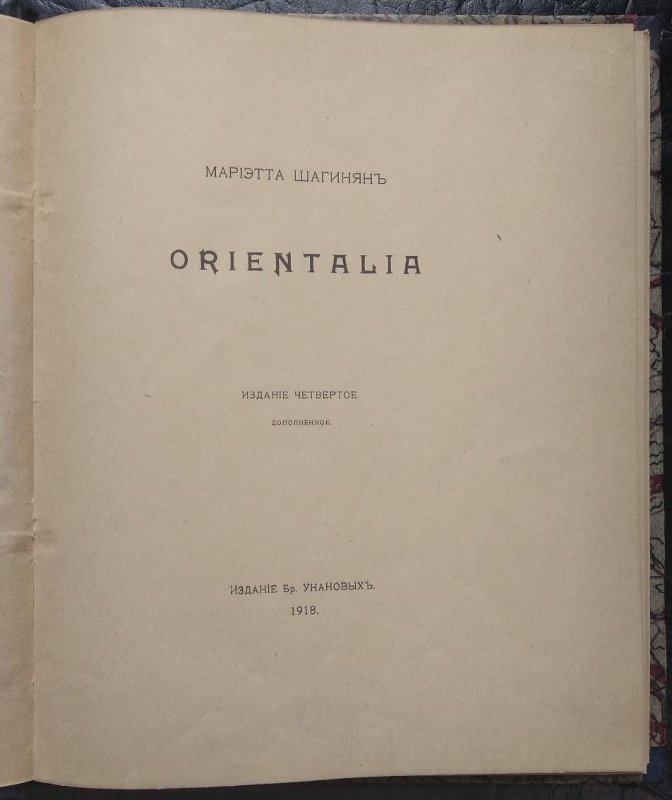 МАРІЭТТА ШАГИНЯНЪ
ORIENTALIA
ИЗДАНІЕ ЧЕТВЕРТОЕ
ДОПОЛНЕННОЕ.
ИЗДАНІЕ Бр. УНАНОВЫХЪ.
1918.